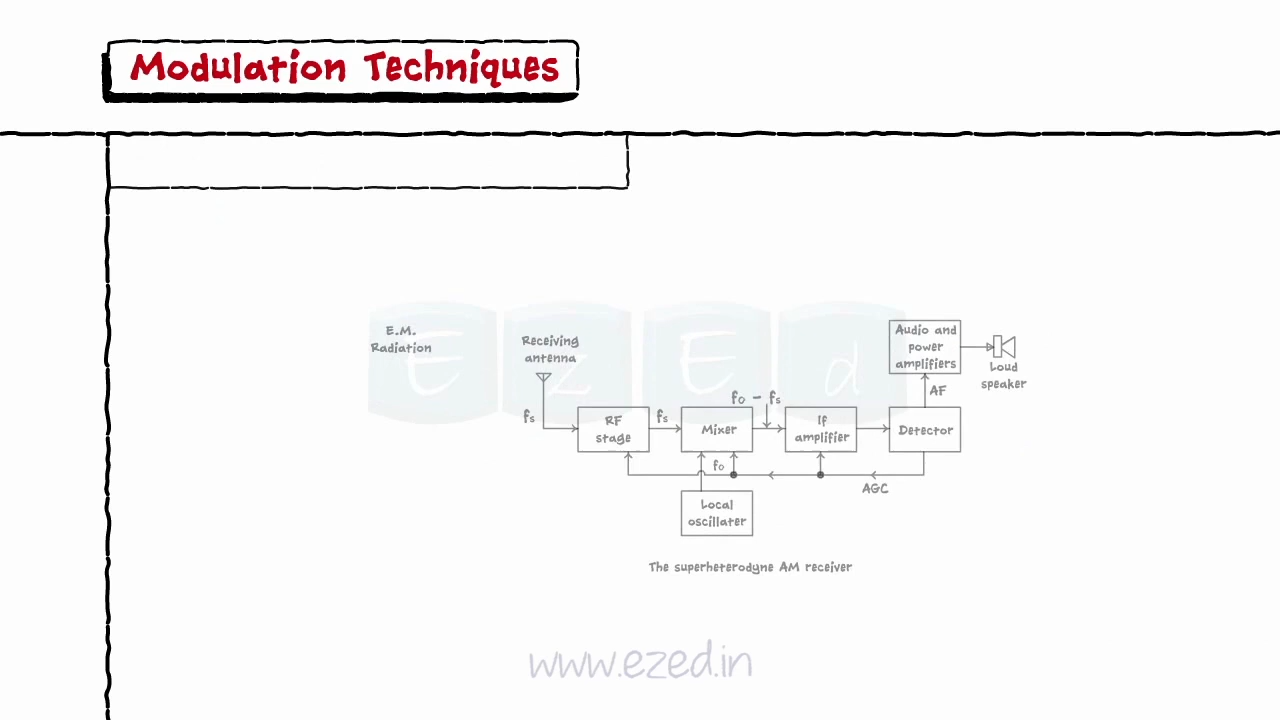 Modulation Techniques
E.M.
Radiation
Receiving
antenna
Audio and
power
amplifiers
Loud
speaker
AF
fs
RF
stage
fs
Mixer
fo - fs
If
amplifier
Detector
fo
AGC
Local
oscillater
The superheterodyne AM receiver
EzEd
www.ezed.in